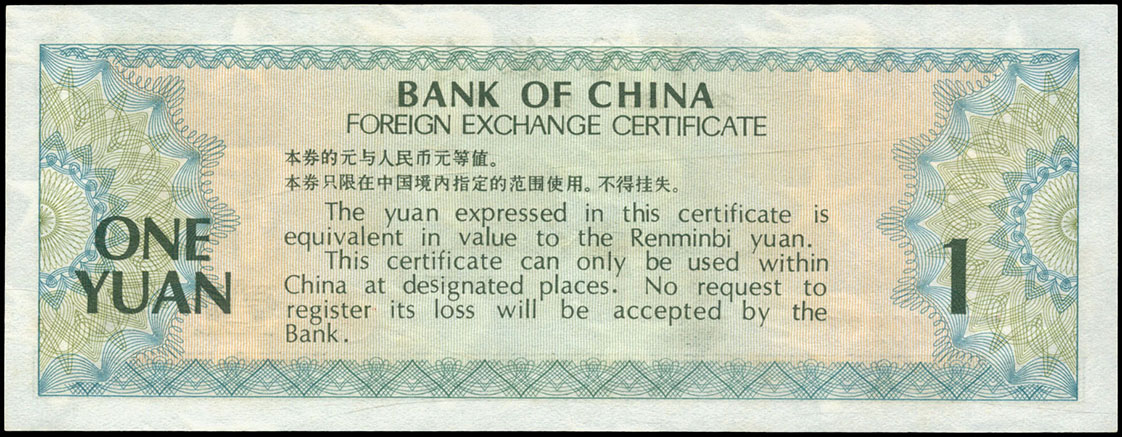 BANK OF CHINA
FOREIGN EXCHANGE CERTIFICATE
本券的元与人民币元等值。
本券只限在中国境内指定的范围使用。不得挂失。
The yuan expressed in this certificate is
equivalent in value to the Renminbi yuan.
This certificate can only be used within
China at designated places. No request to
register its loss will be accepted by the
Bank.
ONE
YUAN
1